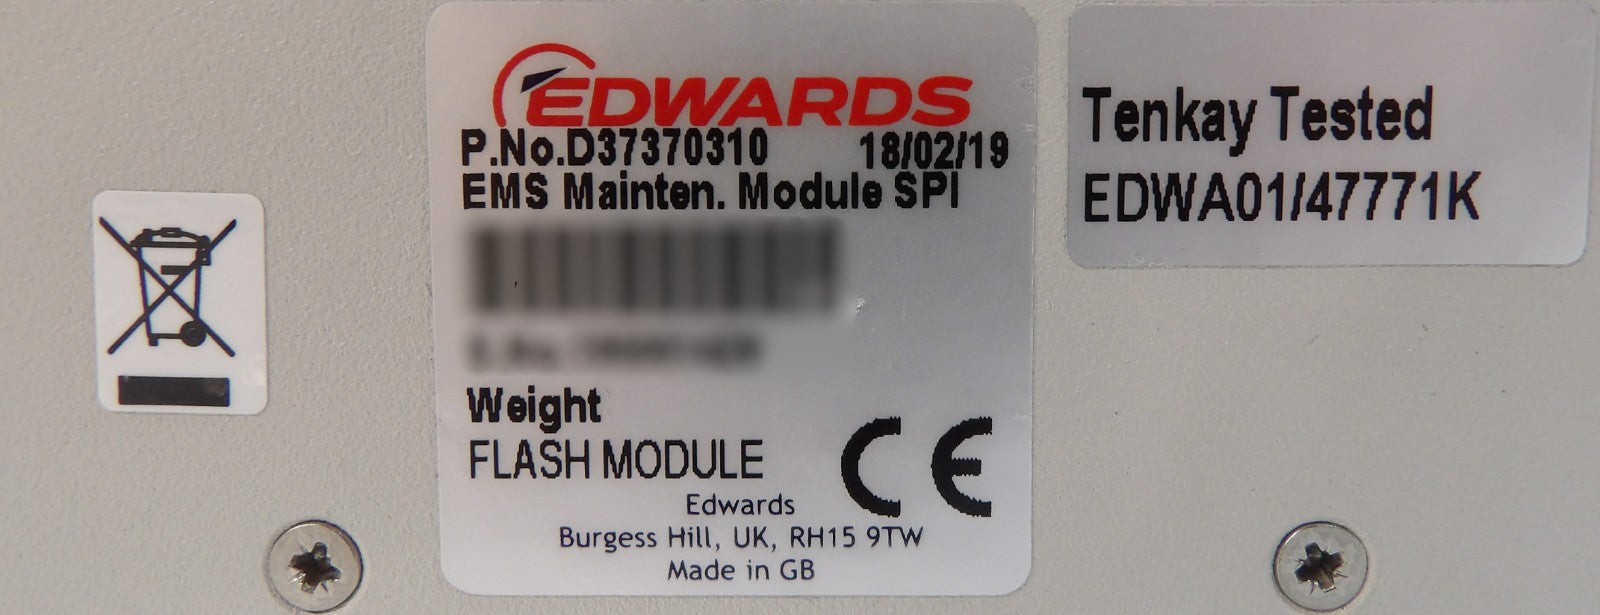 EDWARDS
P.No.D37370310 18/02/19
EMS Mainten. Module SPI
Weight
FLASH MODULE
CE
Edwards
Burgess Hill, UK, RH15 9TW
Made in GB
Tenkay Tested
EDWA01/47771K